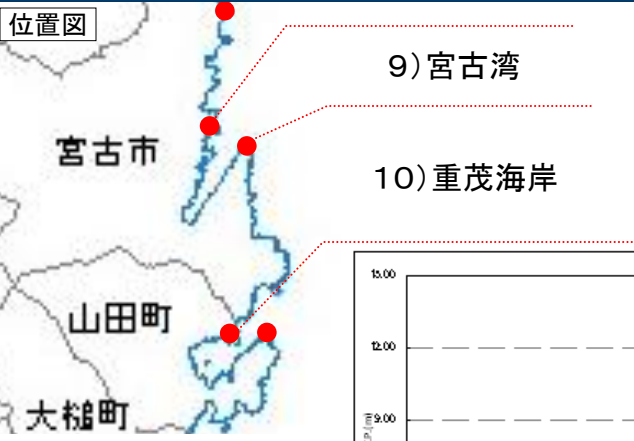 位置図
9)宮古湾
宮古市
10)重茂海岸
山田町
大槌町
15.00
12.00
9.00
P.(m)